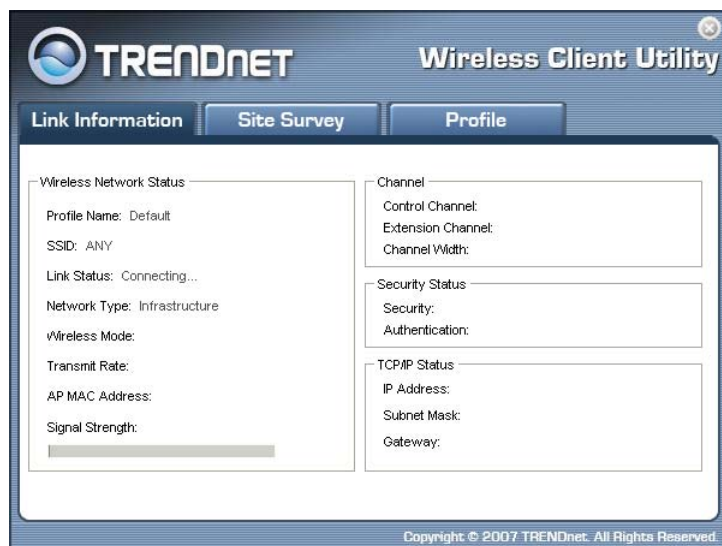 TRENDNET
Wireless Client Utility
Link Information
Site Survey
Profile
Wireless Network Status
Profile Name: Default
SSID: ANY
Link Status: Connecting...
Network Type: Infrastructure
Wireless Mode:
Transmit Rate:
AP MAC Address:
Signal Strength:
Channel
Control Channel:
Extension Channel:
Channel Width:
Security Status
Security:
Authentication:
TCP/IP Status
IP Address:
Subnet Mask:
Gateway:
Copyright © 2007 TRENDnet. All Rights Reserved.